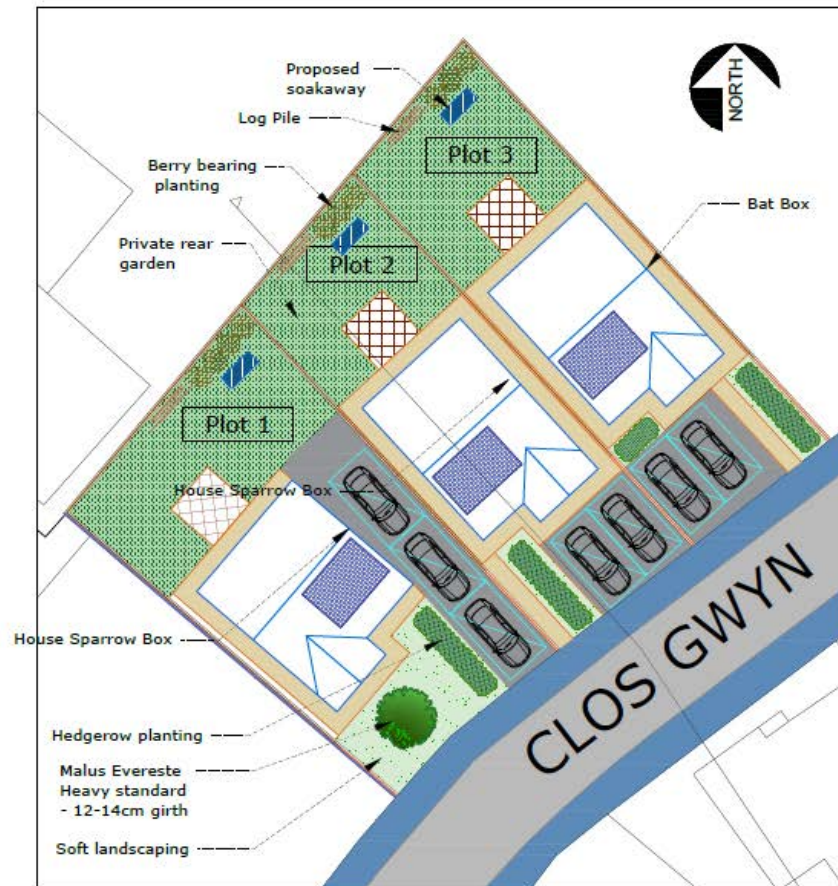 Proposed
soakaway
NORTH
Log Pile
Plot 3
Berry bearing
planting
Bat Box
Private rear
garden
Plot 2
Plot 1
House Sparrow Box
CLOS GWYN
House Sparrow Box
Hedgerow planting
Malus Evereste
Heavy standard
- 12-14cm girth
Soft landscaping